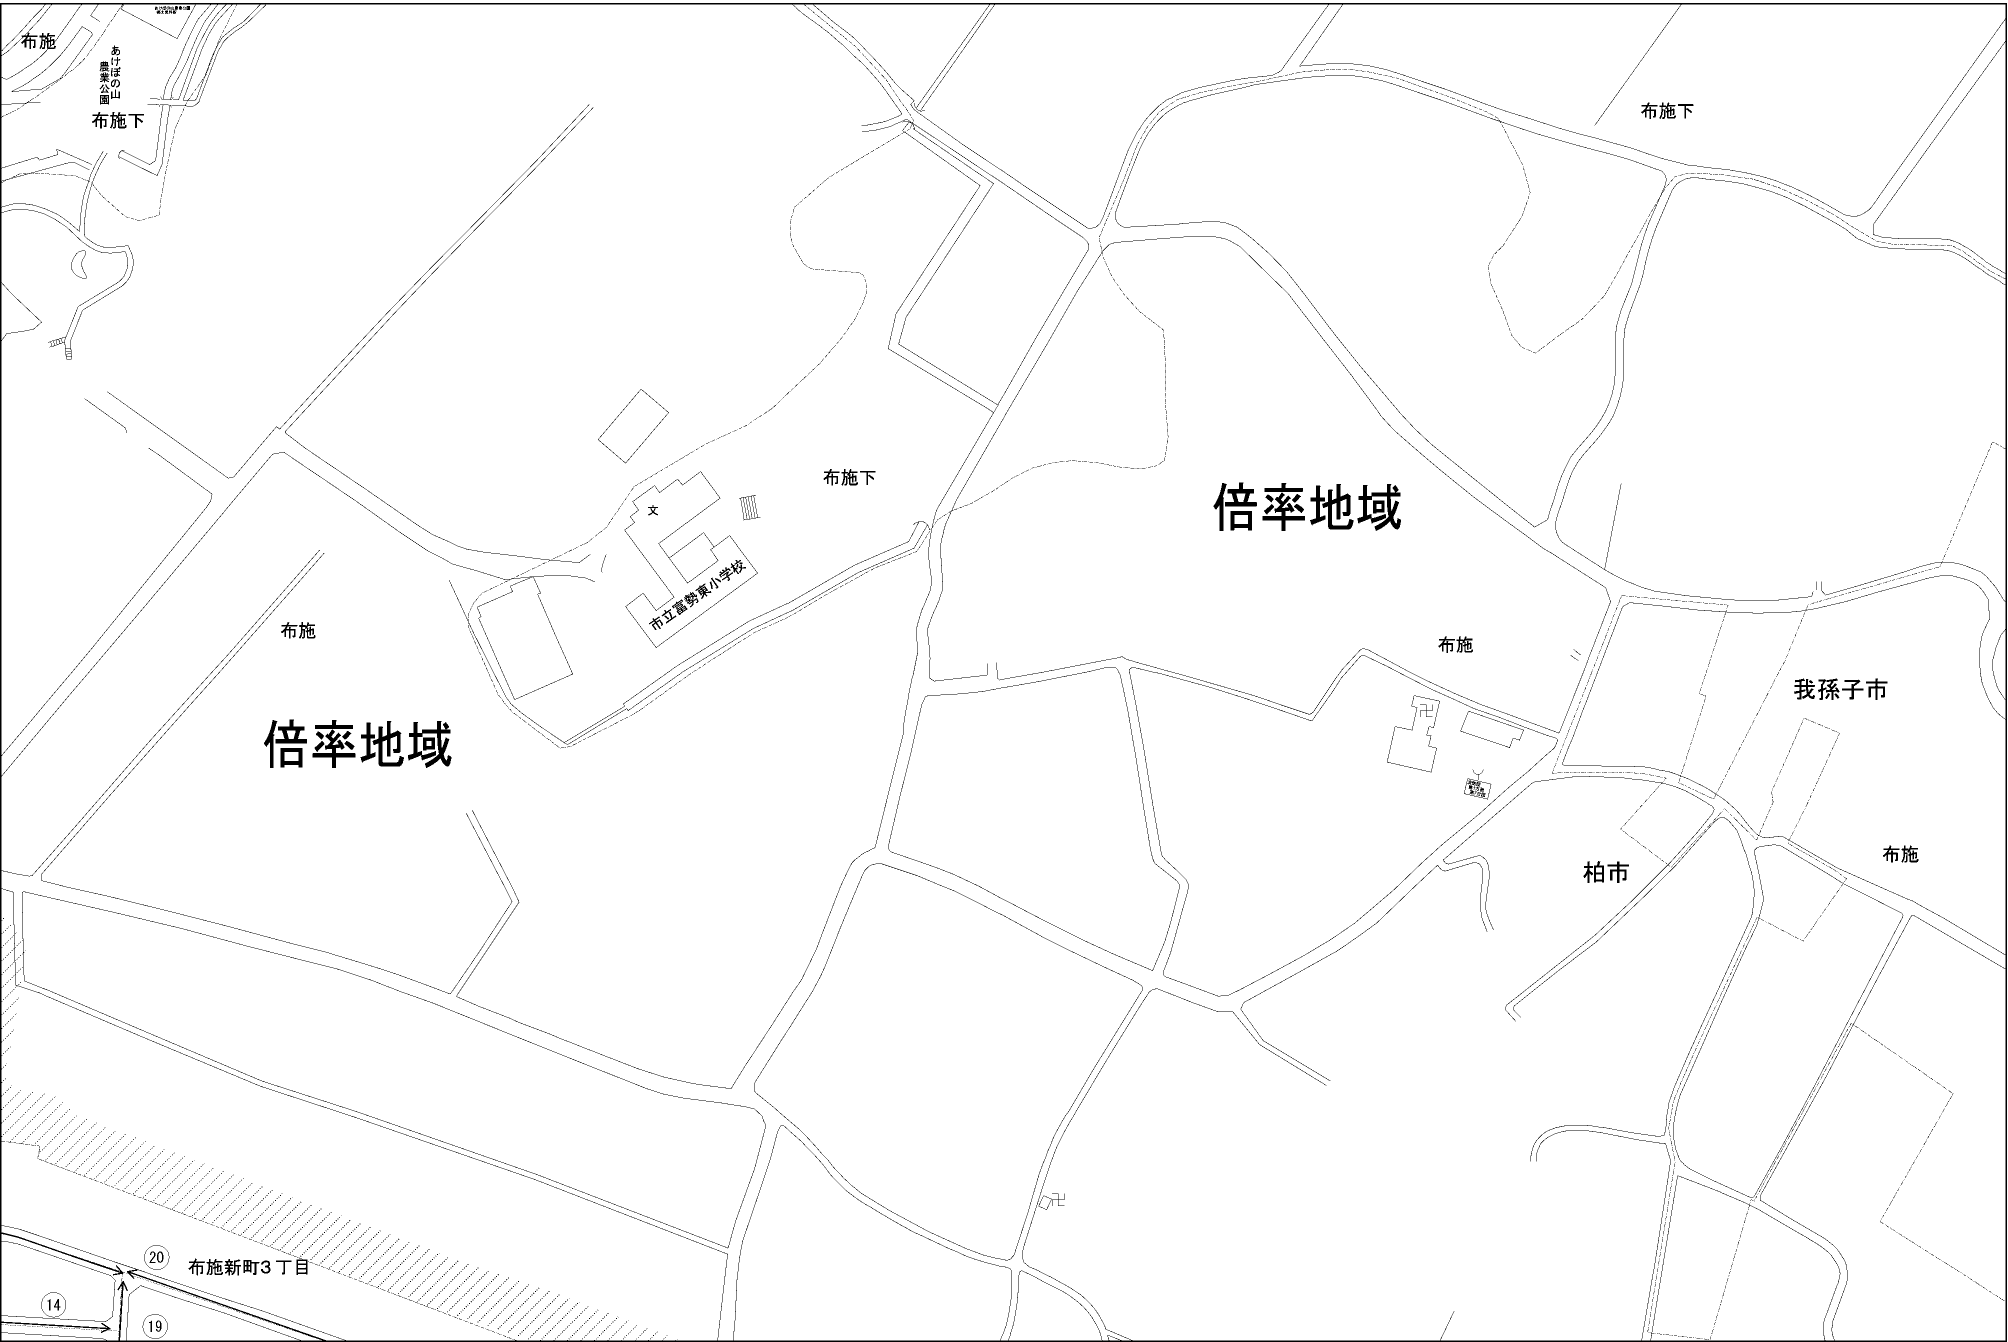 布施
あけぼの山
農業公園
布施下
布施下
布施下
倍率地域
文
市立富勢東小学校
布施
布施
我孫子市
倍率地域
布施
柏市
20
布施新町3丁目
14
19